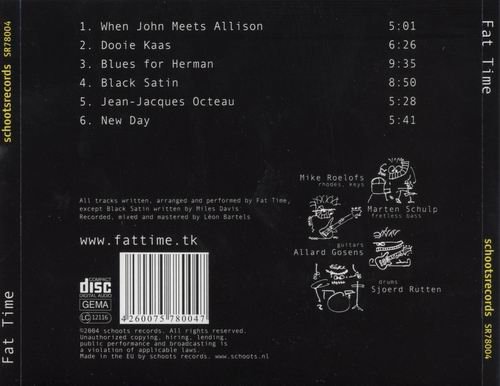 Fat Time
schootsrecords SR78004
1. When John Meets Allison 5:01
2. Dooie Kaas 6:26
3. Blues for Herman 9:35
4. Black Satin 8:50
5. Jean-Jacques Octeau 5:28
6. New Day 5:41
Mike Roelofs
rhodes, keys
Marten Schulp
fretless bass
guitars
Allard Gosens
drums
Sjoerd Rutten
All tracks written, arranged and performed by Fat Time,
except Black Satin written by Miles Davis
Recorded, mixed and mastered by Léon Bartels
www.fattime.tk
COMPACT
disc
DIGITAL AUDIO
GEMA
LC 12116
4260075780047
©2004 schoots records. All rights reserved.
Unauthorized copying, hiring, lending,
public performance and broadcasting is
a violation of applicable laws.
Made in the EU by schoots records. www.schoots.nl
Fat Time
schootsrecords SR78004